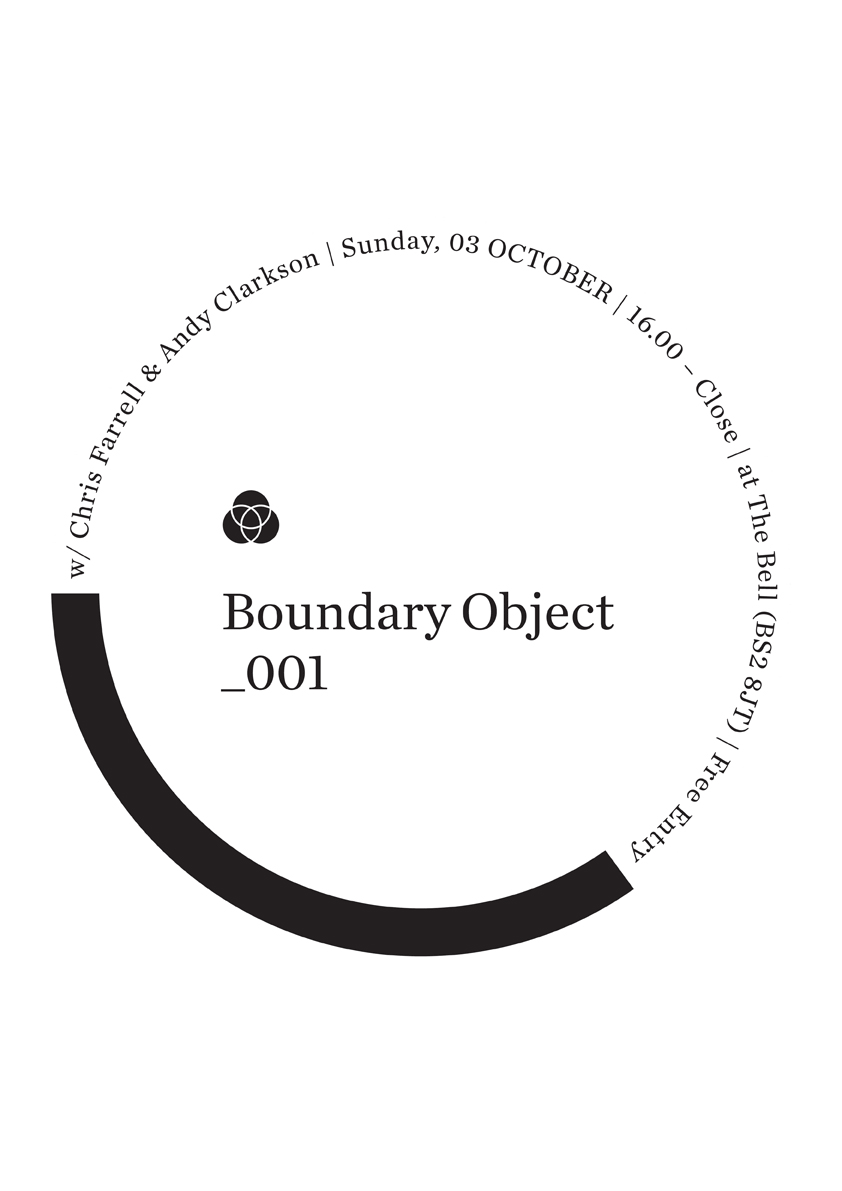 w/ Chris Farrell & Andy Clarkson | Sunday, 03 OCTOBER | 16.00 – Close | at The Bell (BS2 8JT) | Free Entry
Boundary Object
_001